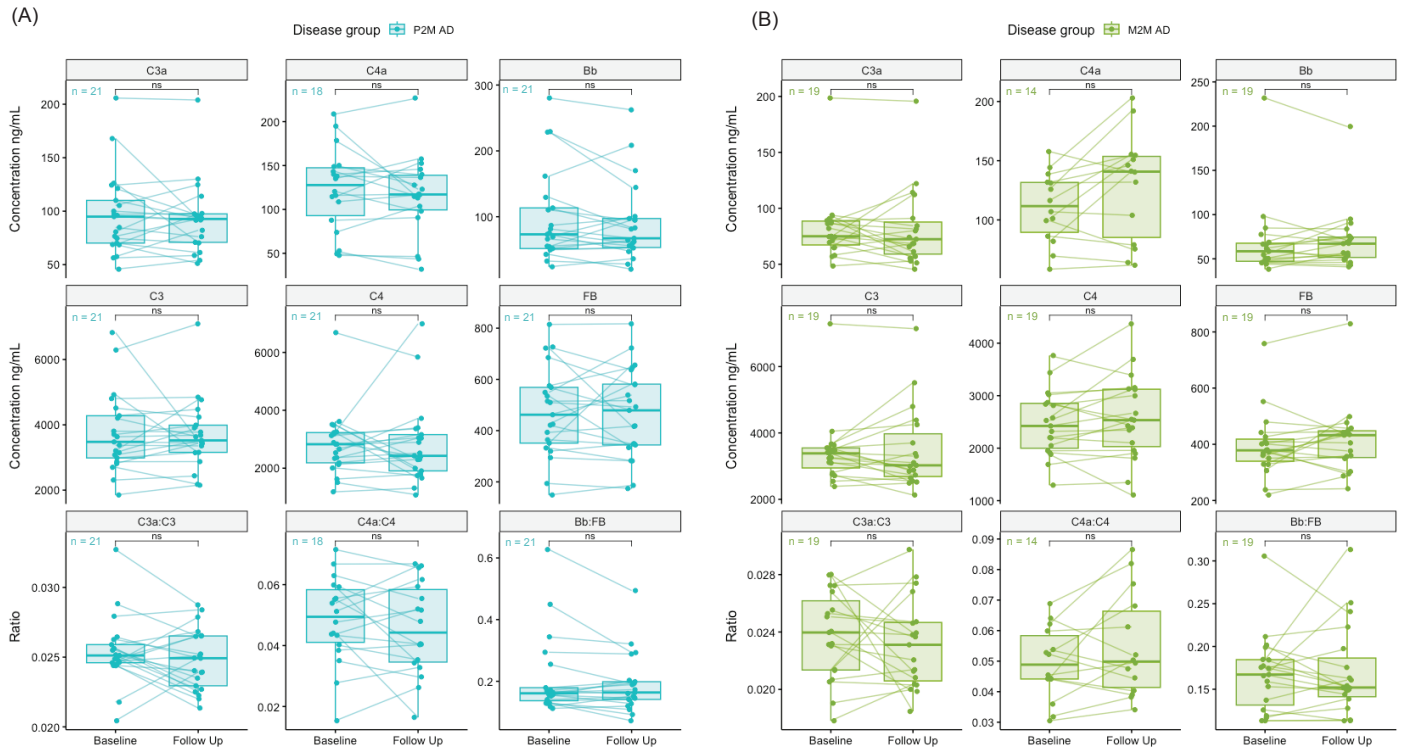 (A)
Disease group P2M AD
C3a C4a Bb
Concentration ng/mL
n = 21 ns
n = 18 ns
n = 21 ns
200
150
100
50
200
150
100
50
300
200
100
C3 C4 FB
Concentration ng/mL
n = 21 ns
n = 21 ns
n = 21 ns
6000
4000
2000
6000
4000
2000
800
600
400
200
C3a:C3 C4a:C4 Bb:FB
Ratio
n = 21 ns
n = 18 ns
n = 21 ns
0.030
0.025
0.020
0.06
0.04
0.02
0.6
0.4
0.2
Baseline Follow Up Baseline Follow Up Baseline Follow Up
(B)
Disease group M2M AD
C3a C4a Bb
Concentration ng/mL
n = 19 ns
n = 14 ns
n = 19 ns
200
150
100
50
200
150
100
250
200
150
100
50
C3 C4 FB
Concentration ng/mL
n = 19 ns
n = 19 ns
n = 19 ns
6000
4000
2000
4000
3000
2000
1000
800
600
400
200
C3a:C3 C4a:C4 Bb:FB
Ratio
n = 19 ns
n = 14 ns
n = 19 ns
0.028
0.024
0.020
0.09
0.08
0.07
0.06
0.05
0.04
0.03
0.30
0.25
0.20
0.15
Baseline Follow Up Baseline Follow Up Baseline Follow Up